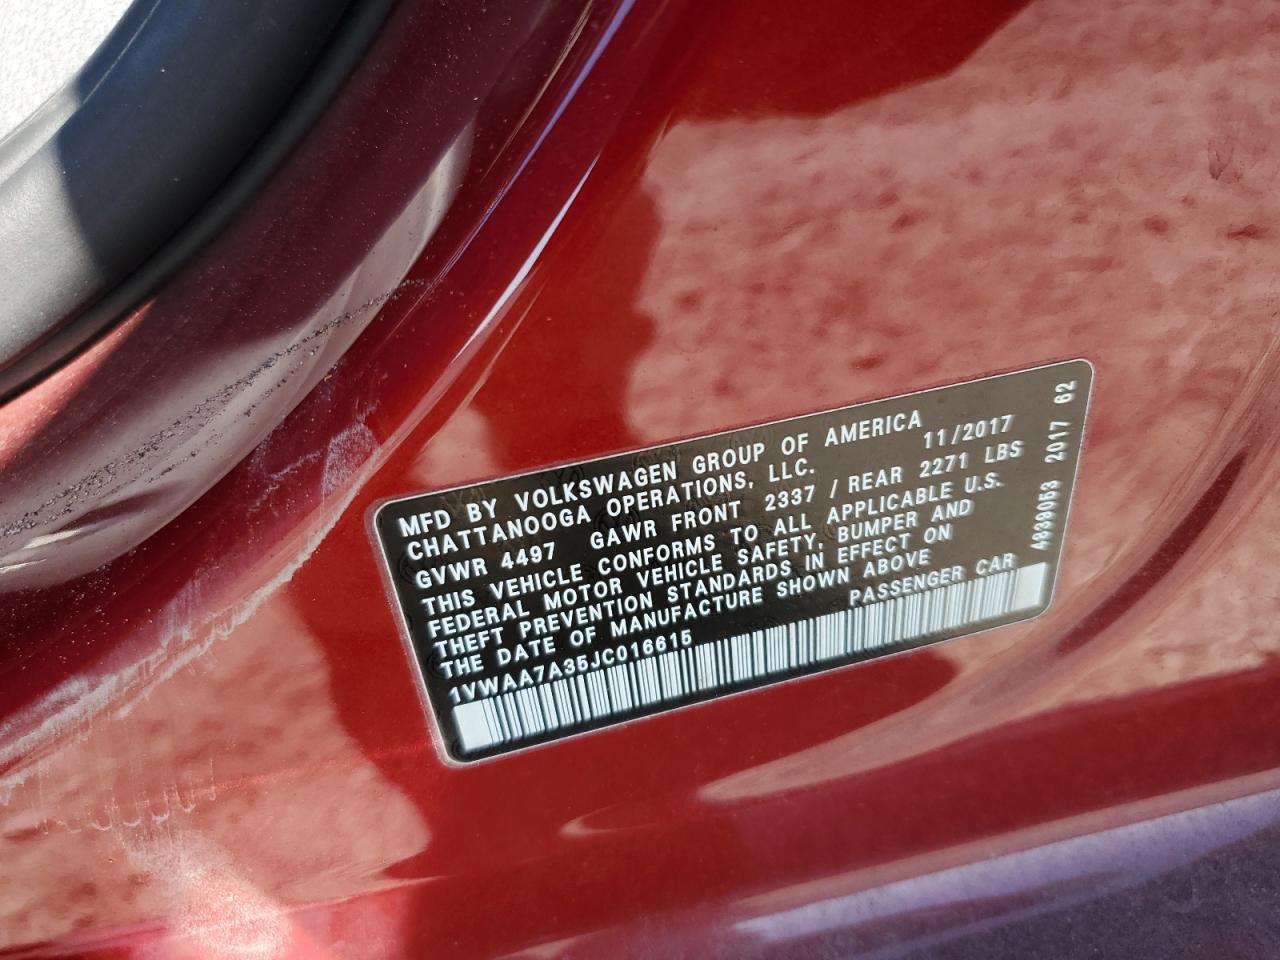 MFD BY VOLKSWAGEN GROUP OF AMERICA
CHATTANOOGA OPERATIONS, LLC. 11/2017
GVWR 4497 GAWR FRONT 2337 / REAR 2271 LBS
THIS VEHICLE CONFORMS TO ALL APPLICABLE U.S.
FEDERAL MOTOR VEHICLE SAFETY, BUMPER AND
THEFT PREVENTION STANDARDS IN EFFECT ON
THE DATE OF MANUFACTURE SHOWN ABOVE
1VWAA7A35JC016615 PASSENGER CAR
2017 62